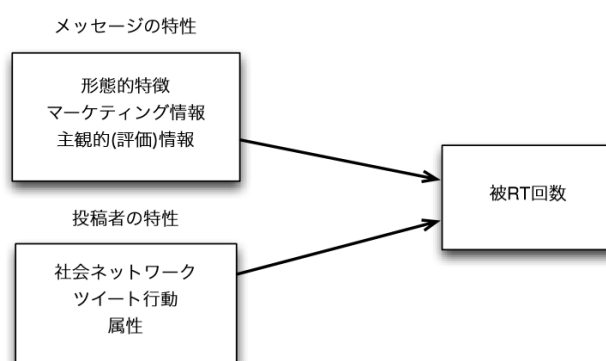 メッセージの特性
形態的特徴
マーケティング情報
主観的(評価)情報
被RT回数
投稿者の特性
社会ネットワーク
ツイート行動
属性